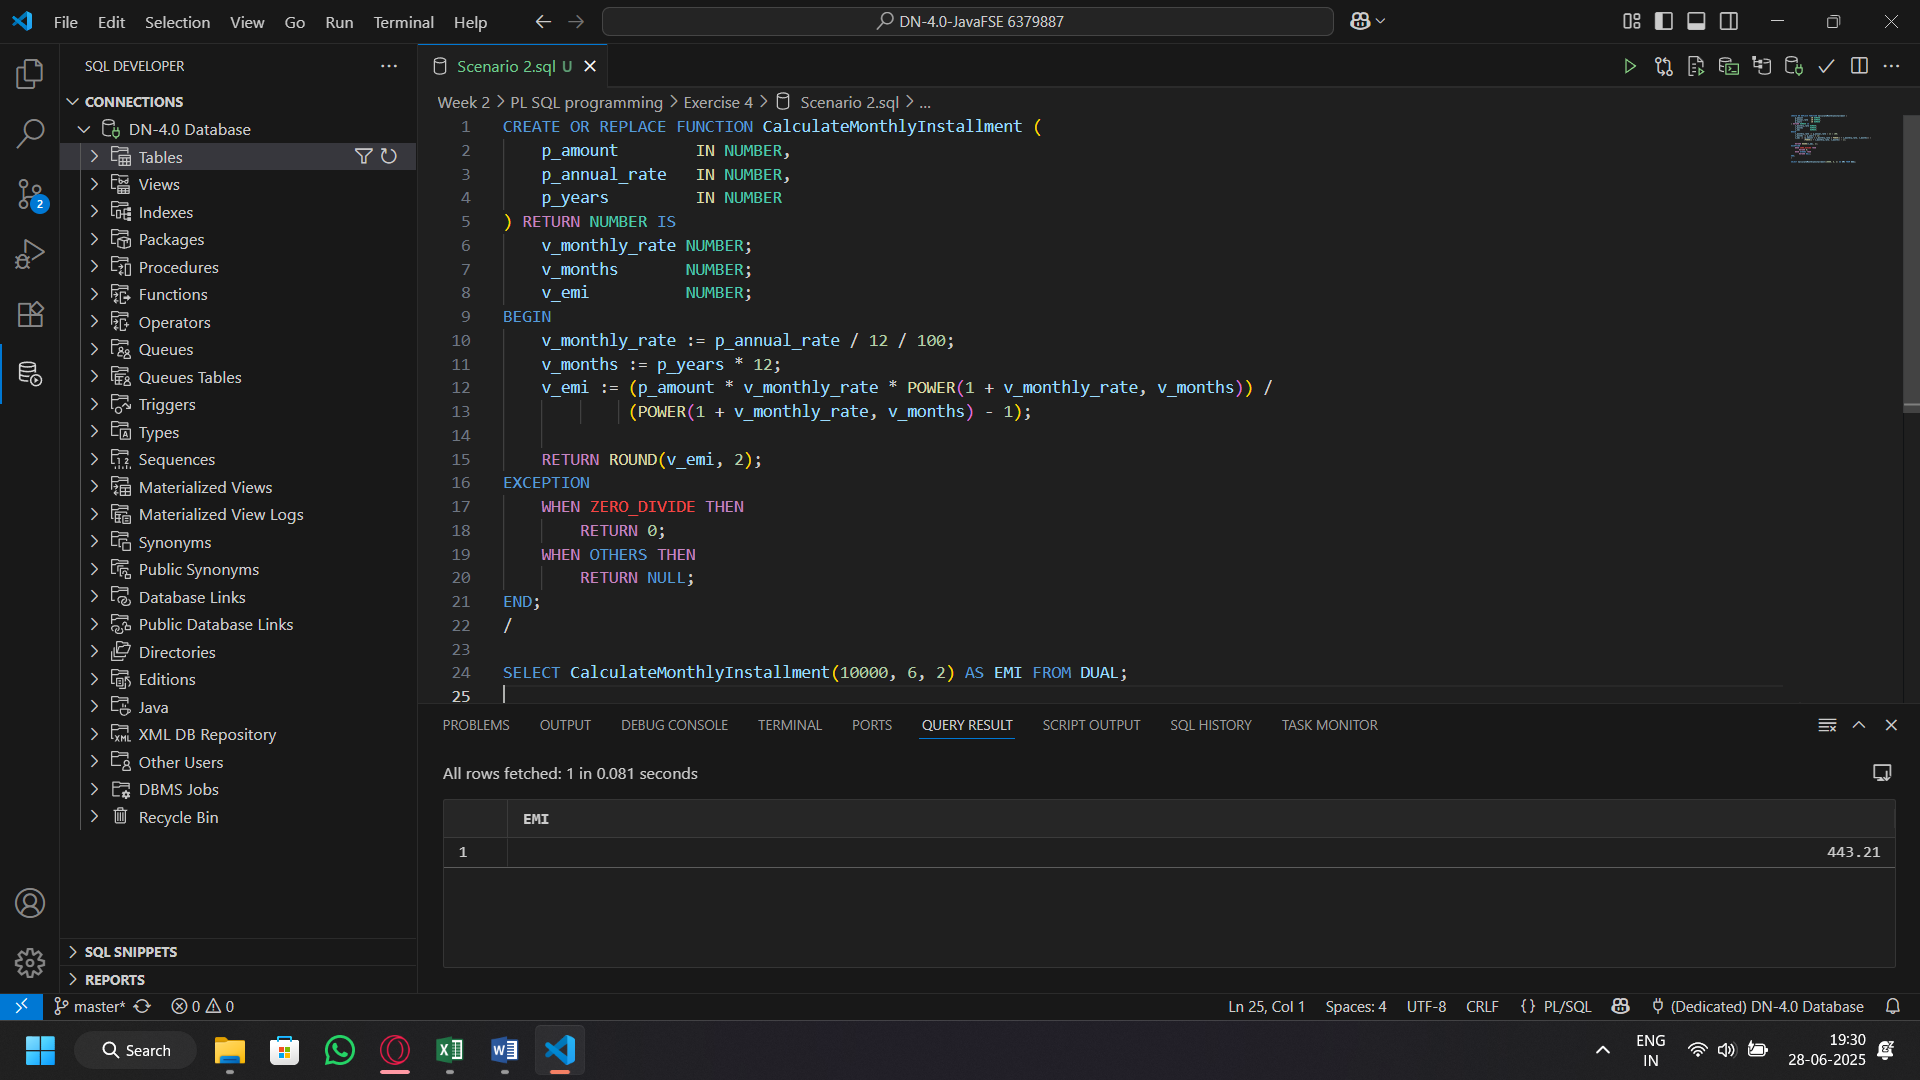 File Edit Selection View Go Run Terminal Help
DN-4.0-JavaFSE 6379887
SQL DEVELOPER
CONNECTIONS
DN-4.0 Database
Tables
Views
Indexes
Packages
Procedures
Functions
Operators
Queues
Queues Tables
Triggers
Types
Sequences
Materialized Views
Materialized View Logs
Synonyms
Public Synonyms
Database Links
Public Database Links
Directories
Editions
Java
XML DB Repository
Other Users
DBMS Jobs
Recycle Bin
SQL SNIPPETS
REPORTS
2
Scenario 2.sql U
Week 2 > PL SQL programming > Exercise 4 > Scenario 2.sql > ...
1 CREATE OR REPLACE FUNCTION CalculateMonthlyInstallment (
2 p_amount IN NUMBER,
3 p_annual_rate IN NUMBER,
4 p_years IN NUMBER
5 ) RETURN NUMBER IS
6 v_monthly_rate NUMBER;
7 v_months NUMBER;
8 v_emi NUMBER;
9 BEGIN
10 v_monthly_rate := p_annual_rate / 12 / 100;
11 v_months := p_years * 12;
12 v_emi := (p_amount * v_monthly_rate * POWER(1 + v_monthly_rate, v_months)) /
13 (POWER(1 + v_monthly_rate, v_months) - 1);
14
15 RETURN ROUND(v_emi, 2);
16 EXCEPTION
17 WHEN ZERO_DIVIDE THEN
18 RETURN 0;
19 WHEN OTHERS THEN
20 RETURN NULL;
21 END;
22 /
23
24 SELECT CalculateMonthlyInstallment(10000, 6, 2) AS EMI FROM DUAL;
25
PROBLEMS OUTPUT DEBUG CONSOLE TERMINAL PORTS QUERY RESULT SCRIPT OUTPUT SQL HISTORY TASK MONITOR
All rows fetched: 1 in 0.081 seconds
EMI
1 443.21
master* 0 0 Ln 25, Col 1 Spaces: 4 UTF-8 CRLF {} PL/SQL (Dedicated) DN-4.0 Database
Search
ENG
IN
19:30
28-06-2025